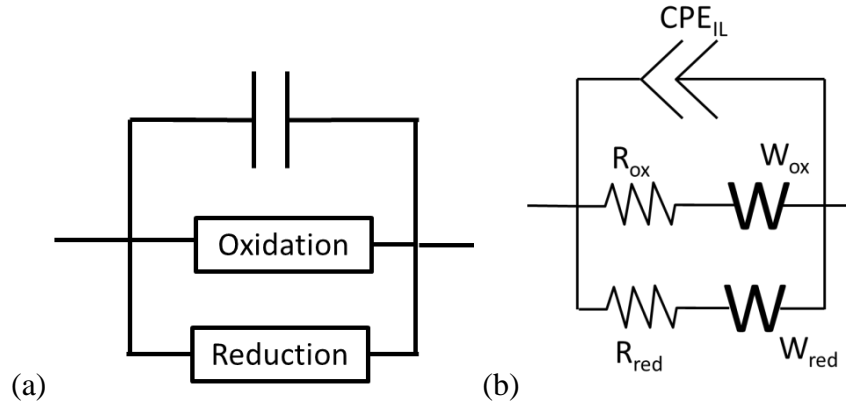 Oxidation
Reduction
(a)
CPE_IL
R_ox
W_ox
R_red
W_red
(b)